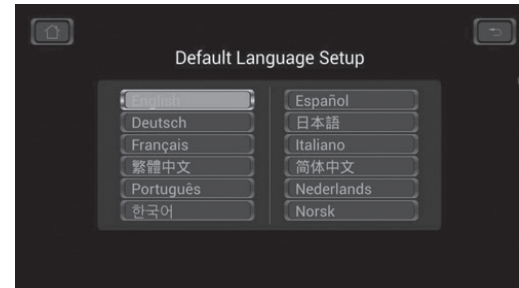 Default Language Setup
English
Deutsch
Français
繁體中文
Português
한국어
Español
日本語
Italiano
简体中文
Nederlands
Norsk